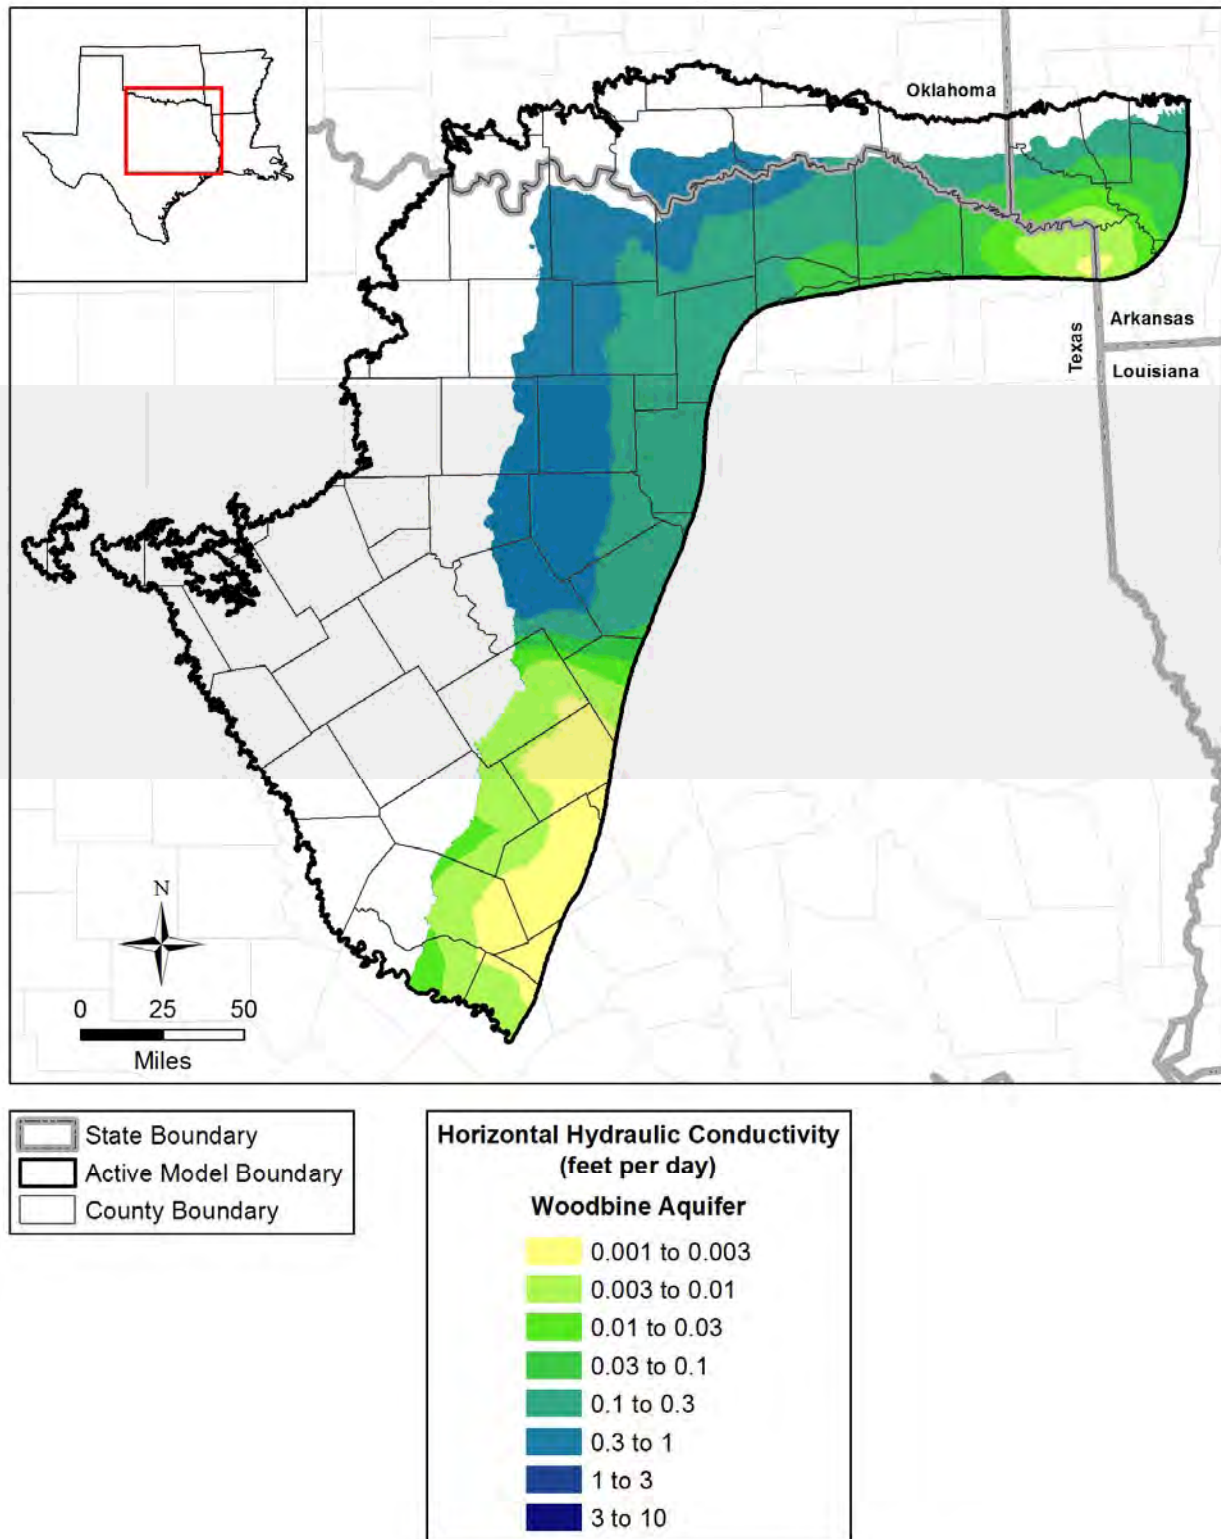 Oklahoma
Arkansas
Texas
Louisiana
N
0 25 50
Miles
State Boundary
Active Model Boundary
County Boundary
Horizontal Hydraulic Conductivity
(feet per day)
Woodbine Aquifer
0.001 to 0.003
0.003 to 0.01
0.01 to 0.03
0.03 to 0.1
0.1 to 0.3
0.3 to 1
1 to 3
3 to 10